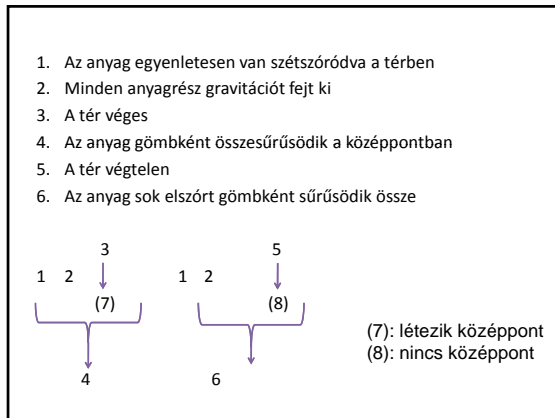 1. Az anyag egyenletesen van szétszóródva a térben
2. Minden anyagrész gravitációt fejt ki
3. A tér véges
4. Az anyag gömbként összesűrűsödik a középpontban
5. A tér végtelen
6. Az anyag sok elszórt gömbként sűrűsödik össze
3 5
1 2 1 2
(7) (8)
(7): létezik középpont
(8): nincs középpont
4 6